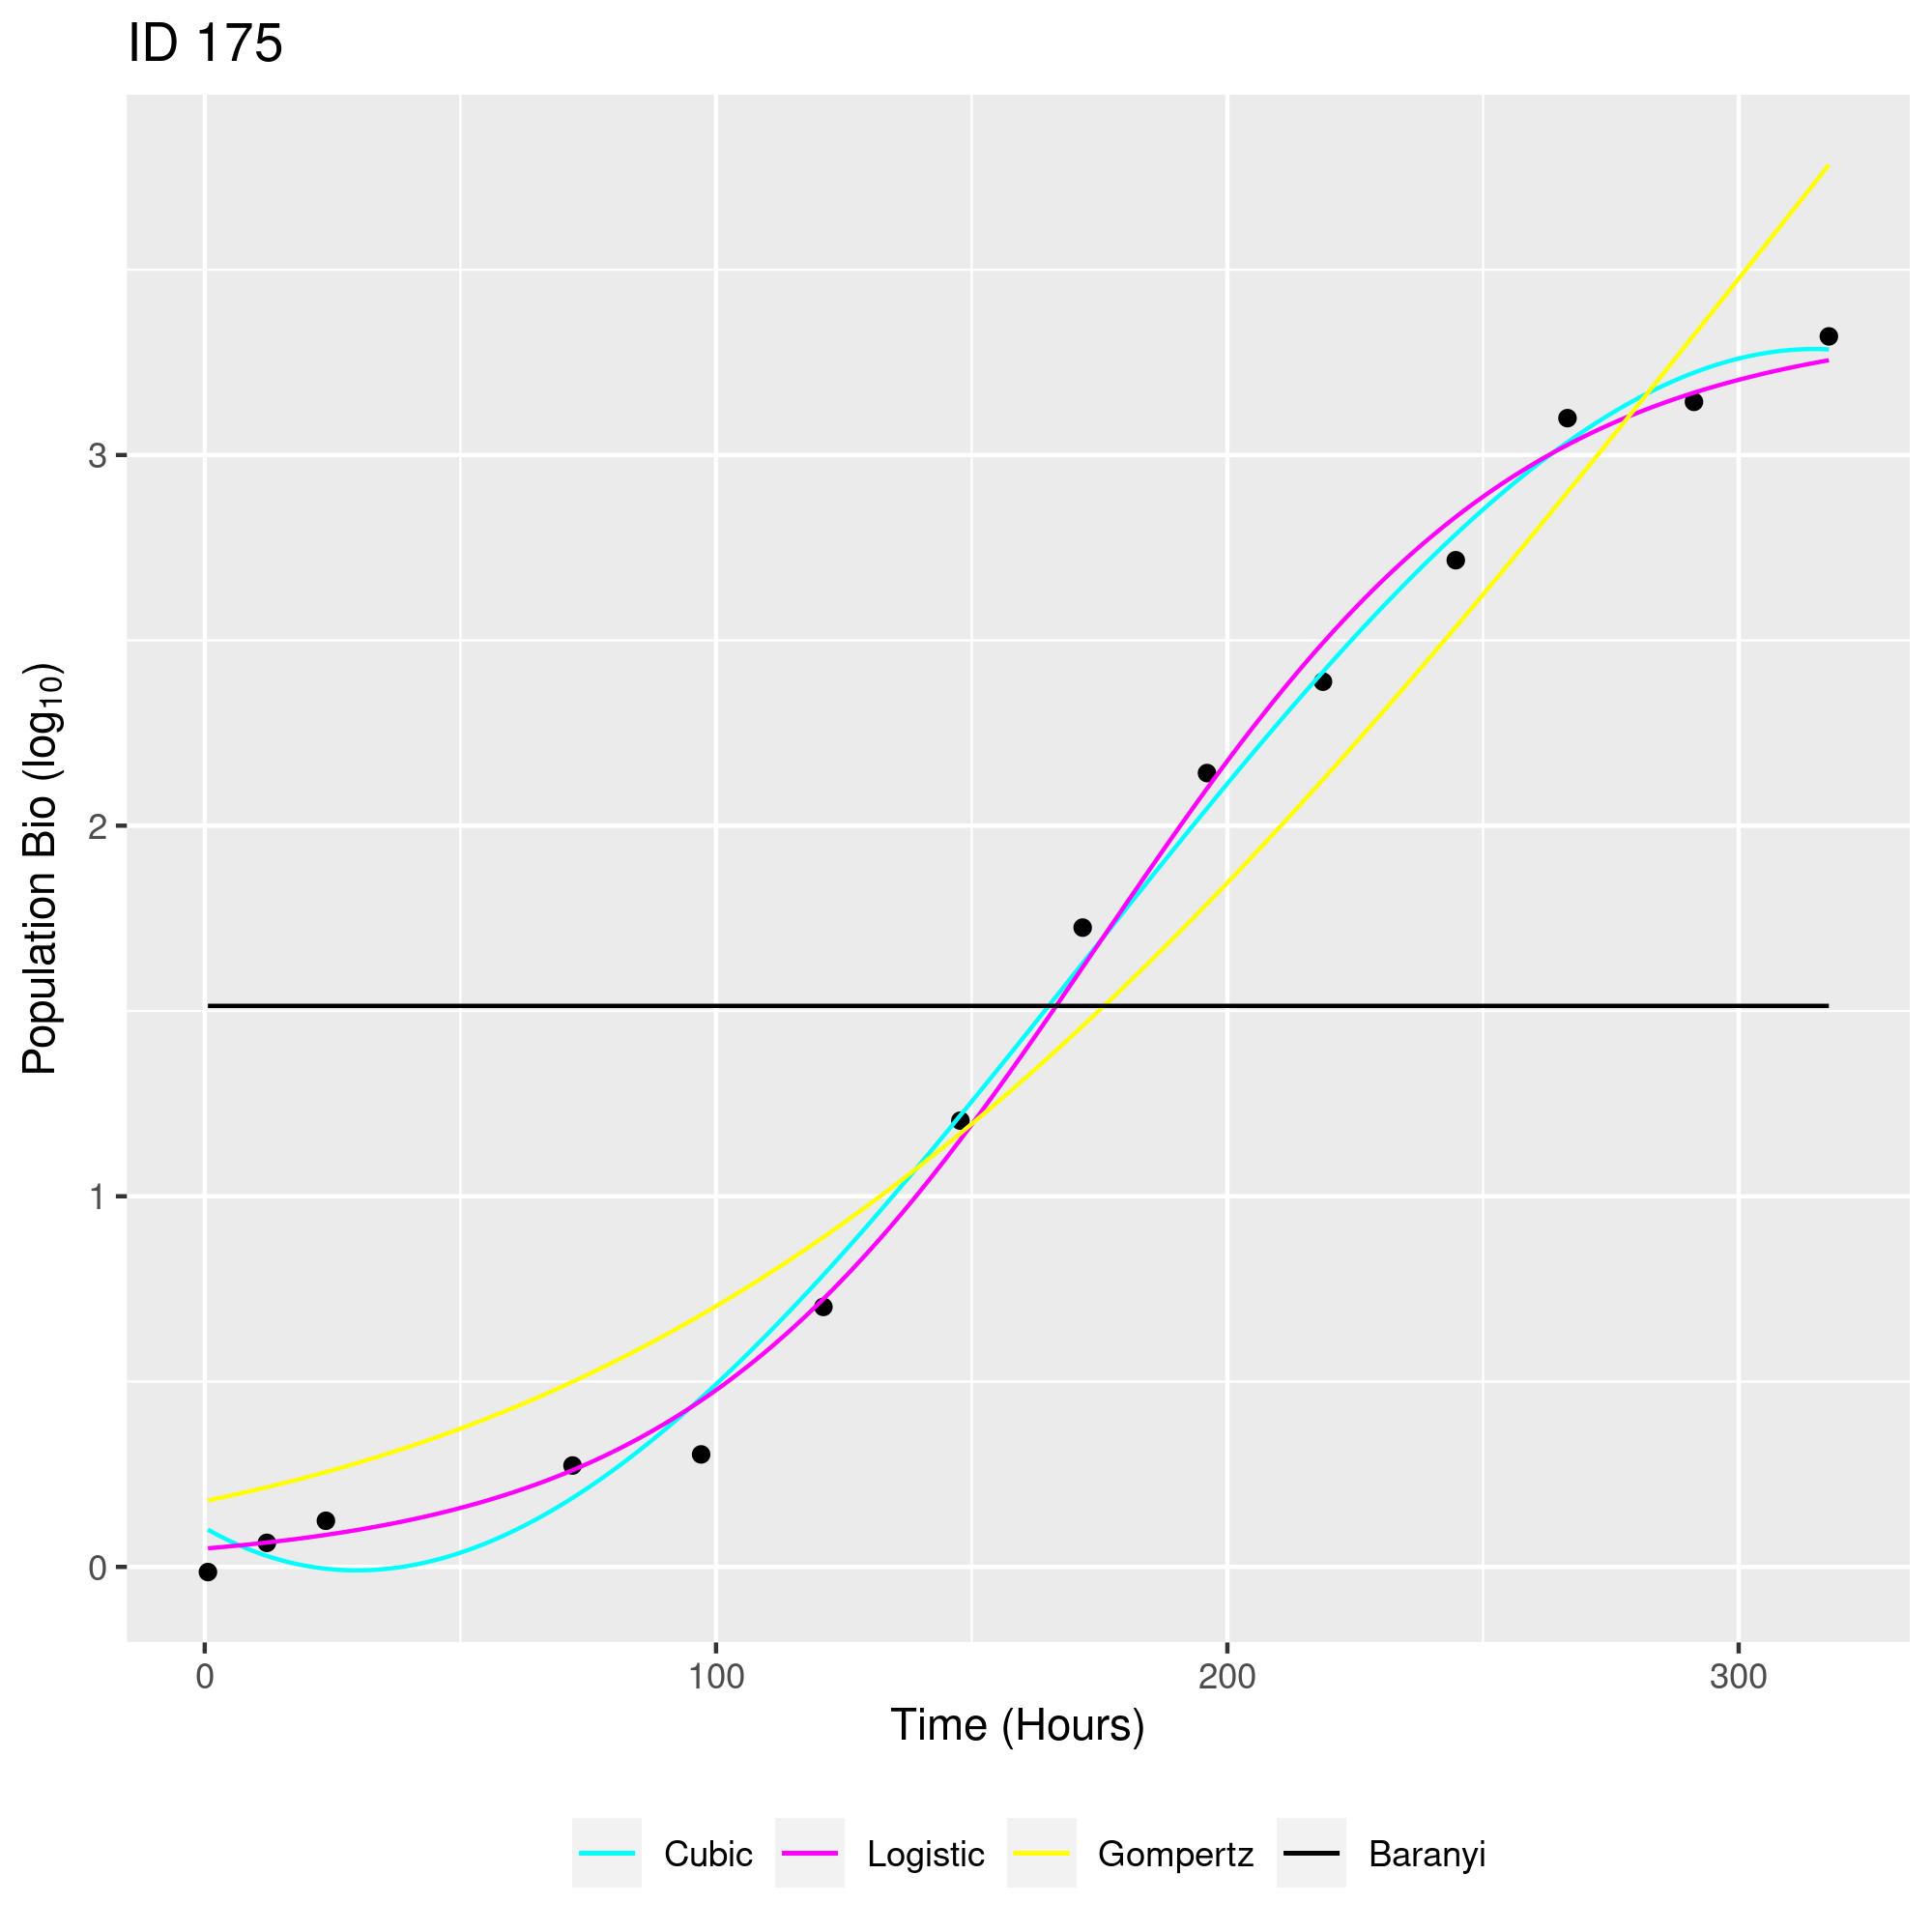 ID 175
Population Bio (log₁₀)
3
2
1
0
0 100 200 300
Time (Hours)
Cubic Logistic Gompertz Baranyi